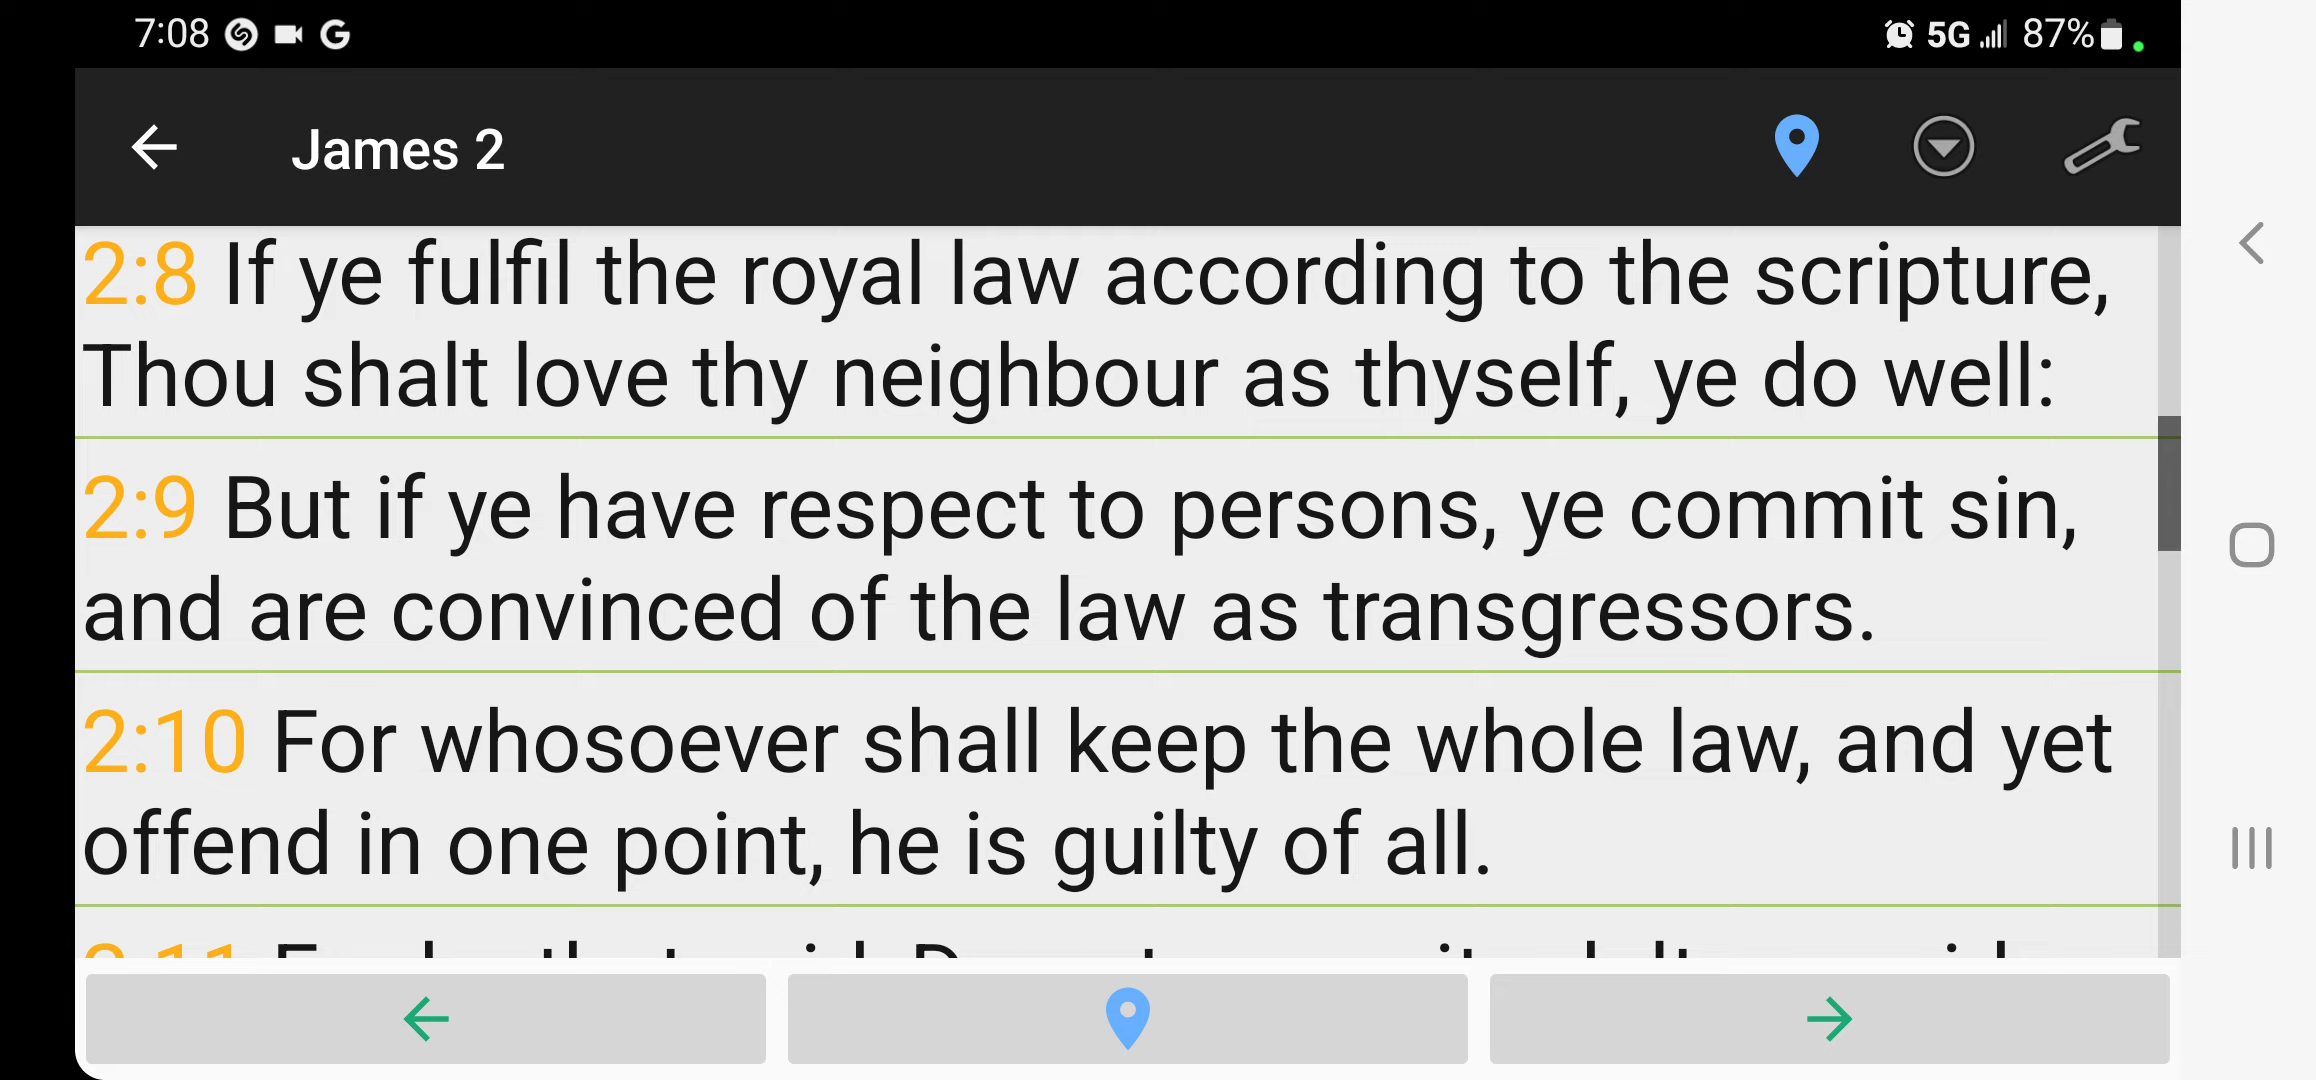 7:08 G 5G 87%
James 2
2:8 If ye fulfil the royal law according to the scripture,
Thou shalt love thy neighbour as thyself, ye do well:
2:9 But if ye have respect to persons, ye commit sin,
and are convinced of the law as transgressors.
2:10 For whosoever shall keep the whole law, and yet
offend in one point, he is guilty of all.